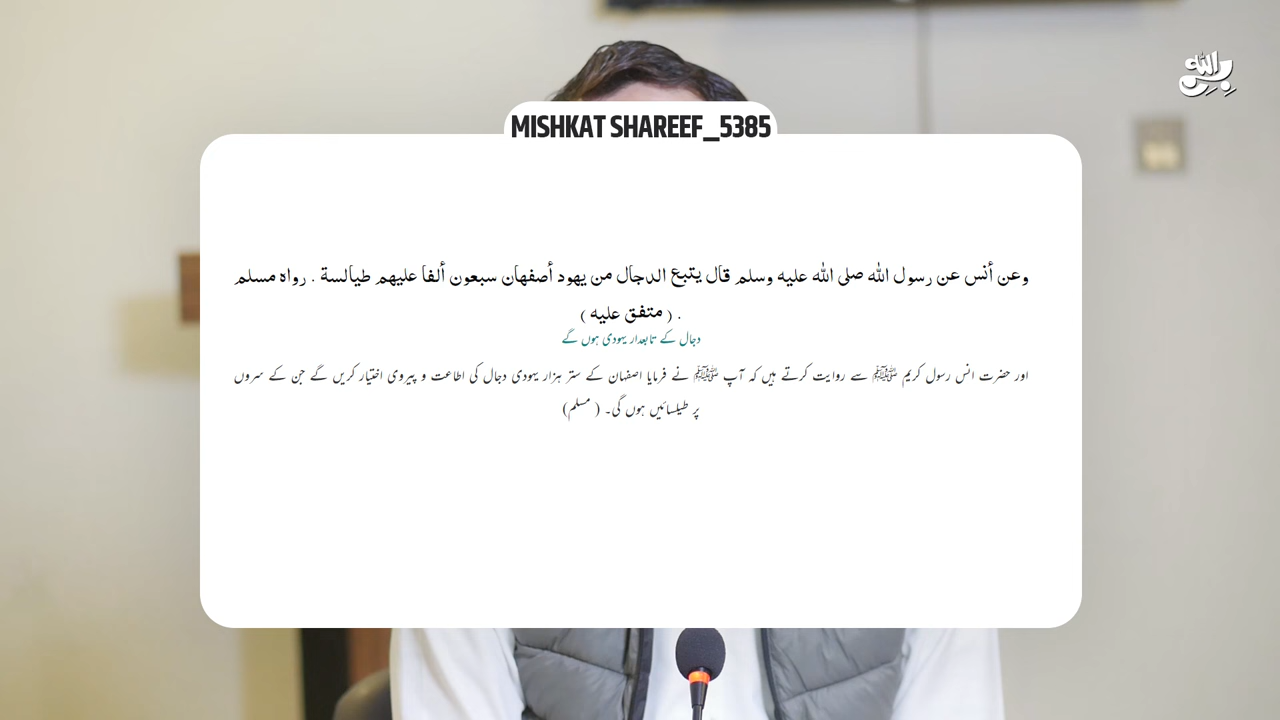 MISHKAT SHAREEF_5385
وعن أنس عن رسول الله صلى الله عليه وسلم قال يتبع الدجال من يهود أصفهان سبعون ألفا عليهم طيالسة . رواه مسلم
. ( متفق عليه )
دجال کے تابعدار یہودی ہوں گے
اور حضرت انس رسول کریم ﷺ سے روایت کرتے ہیں کہ آپ ﷺ نے فرمایا اصفہان کے ستر ہزار یہودی دجال کی اطاعت و پیروی اختیار کریں گے جن کے سروں
پر طیلسائیں ہوں گی۔ ( مسلم)